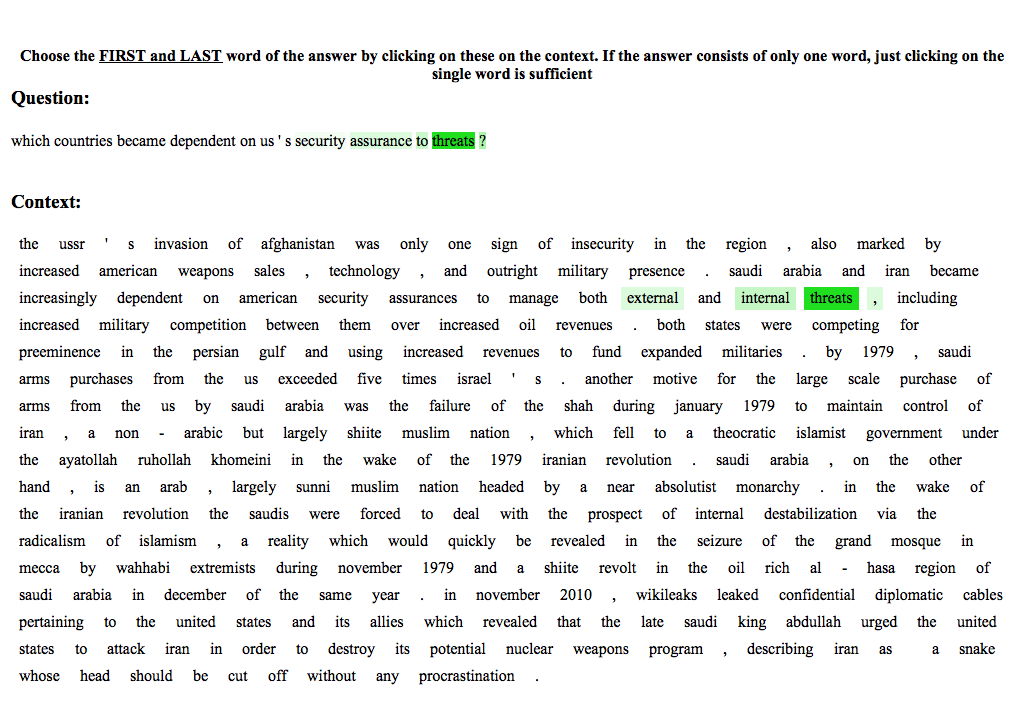 Choose the FIRST and LAST word of the answer by clicking on these on the context. If the answer consists of only one word, just clicking on the
single word is sufficient
Question:
which countries became dependent on us ' s security assurance to threats ?
Context:
the ussr ' s invasion of afghanistan was only one sign of insecurity in the region , also marked by
increased american weapons sales , technology , and outright military presence . saudi arabia and iran became
increasingly dependent on american security assurances to manage both external and internal threats , including
increased military competition between them over increased oil revenues . both states were competing for
preeminence in the persian gulf and using increased revenues to fund expanded militaries . by 1979 , saudi
arms purchases from the us exceeded five times israel ' s . another motive for the large scale purchase of
arms from the us by saudi arabia was the failure of the shah during january 1979 to maintain control of
iran , a non - arabic but largely shiite muslim nation , which fell to a theocratic islamist government under
the ayatollah ruhollah khomeini in the wake of the 1979 iranian revolution . saudi arabia , on the other
hand , is an arab , largely sunni muslim nation headed by a near absolutist monarchy . in the wake of
the iranian revolution the saudis were forced to deal with the prospect of internal destabilization via the
radicalism of islamism , a reality which would quickly be revealed in the seizure of the grand mosque in
mecca by wahhabi extremists during november 1979 and a shiite revolt in the oil rich al - hasa region of
saudi arabia in december of the same year . in november 2010 , wikileaks leaked confidential diplomatic cables
pertaining to the united states and its allies which revealed that the late saudi king abdullah urged the united
states to attack iran in order to destroy its potential nuclear weapons program , describing iran as a snake
whose head should be cut off without any procrastination .